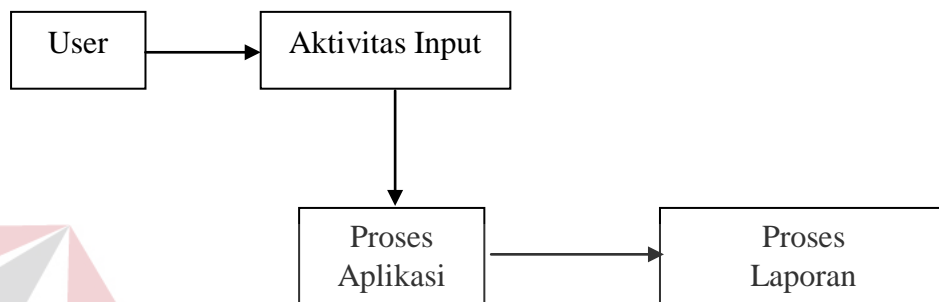 User
Aktivitas Input
Proses
Aplikasi
Proses
Laporan